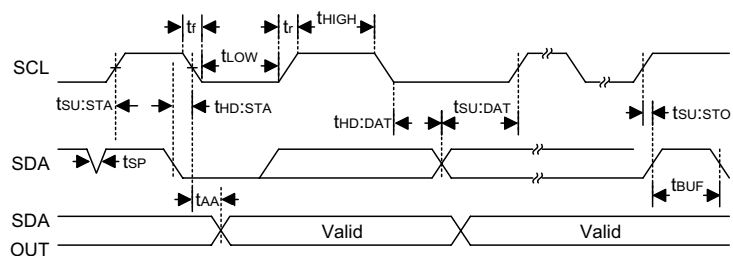 tf tr tHIGH
SCL tLOW
tSU:STA tHD:STA tHD:DAT tSU:DAT tSU:STO
SDA tSP tBUF
tAA
SDA
OUT Valid Valid